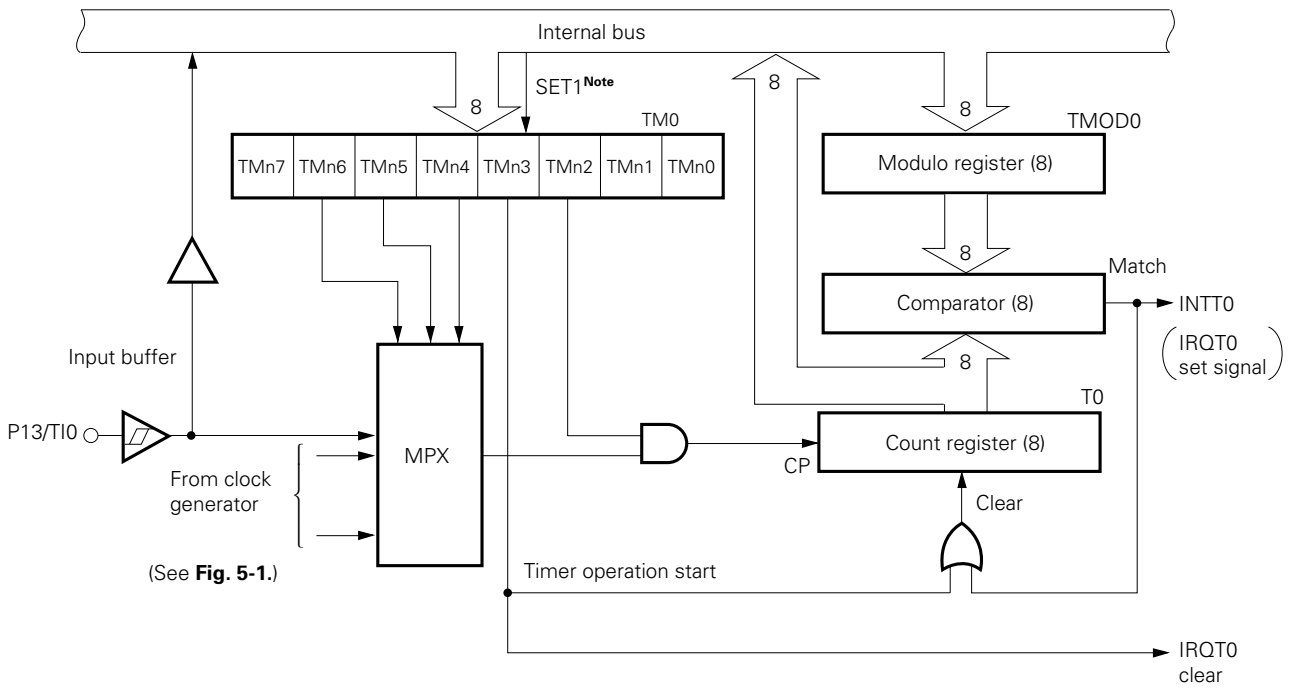 Internal bus
8
SET1Note
8
8
TM0
TMOD0
TMn7 TMn6 TMn5 TMn4 TMn3 TMn2 TMn1 TMn0
Modulo register (8)
8
Match
Comparator (8)
INTT0
(IRQT0
set signal)
8
Input buffer
T0
P13/TI0
MPX
Count register (8)
CP
From clock
generator
Clear
(See Fig. 5-1.)
Timer operation start
IRQT0
clear